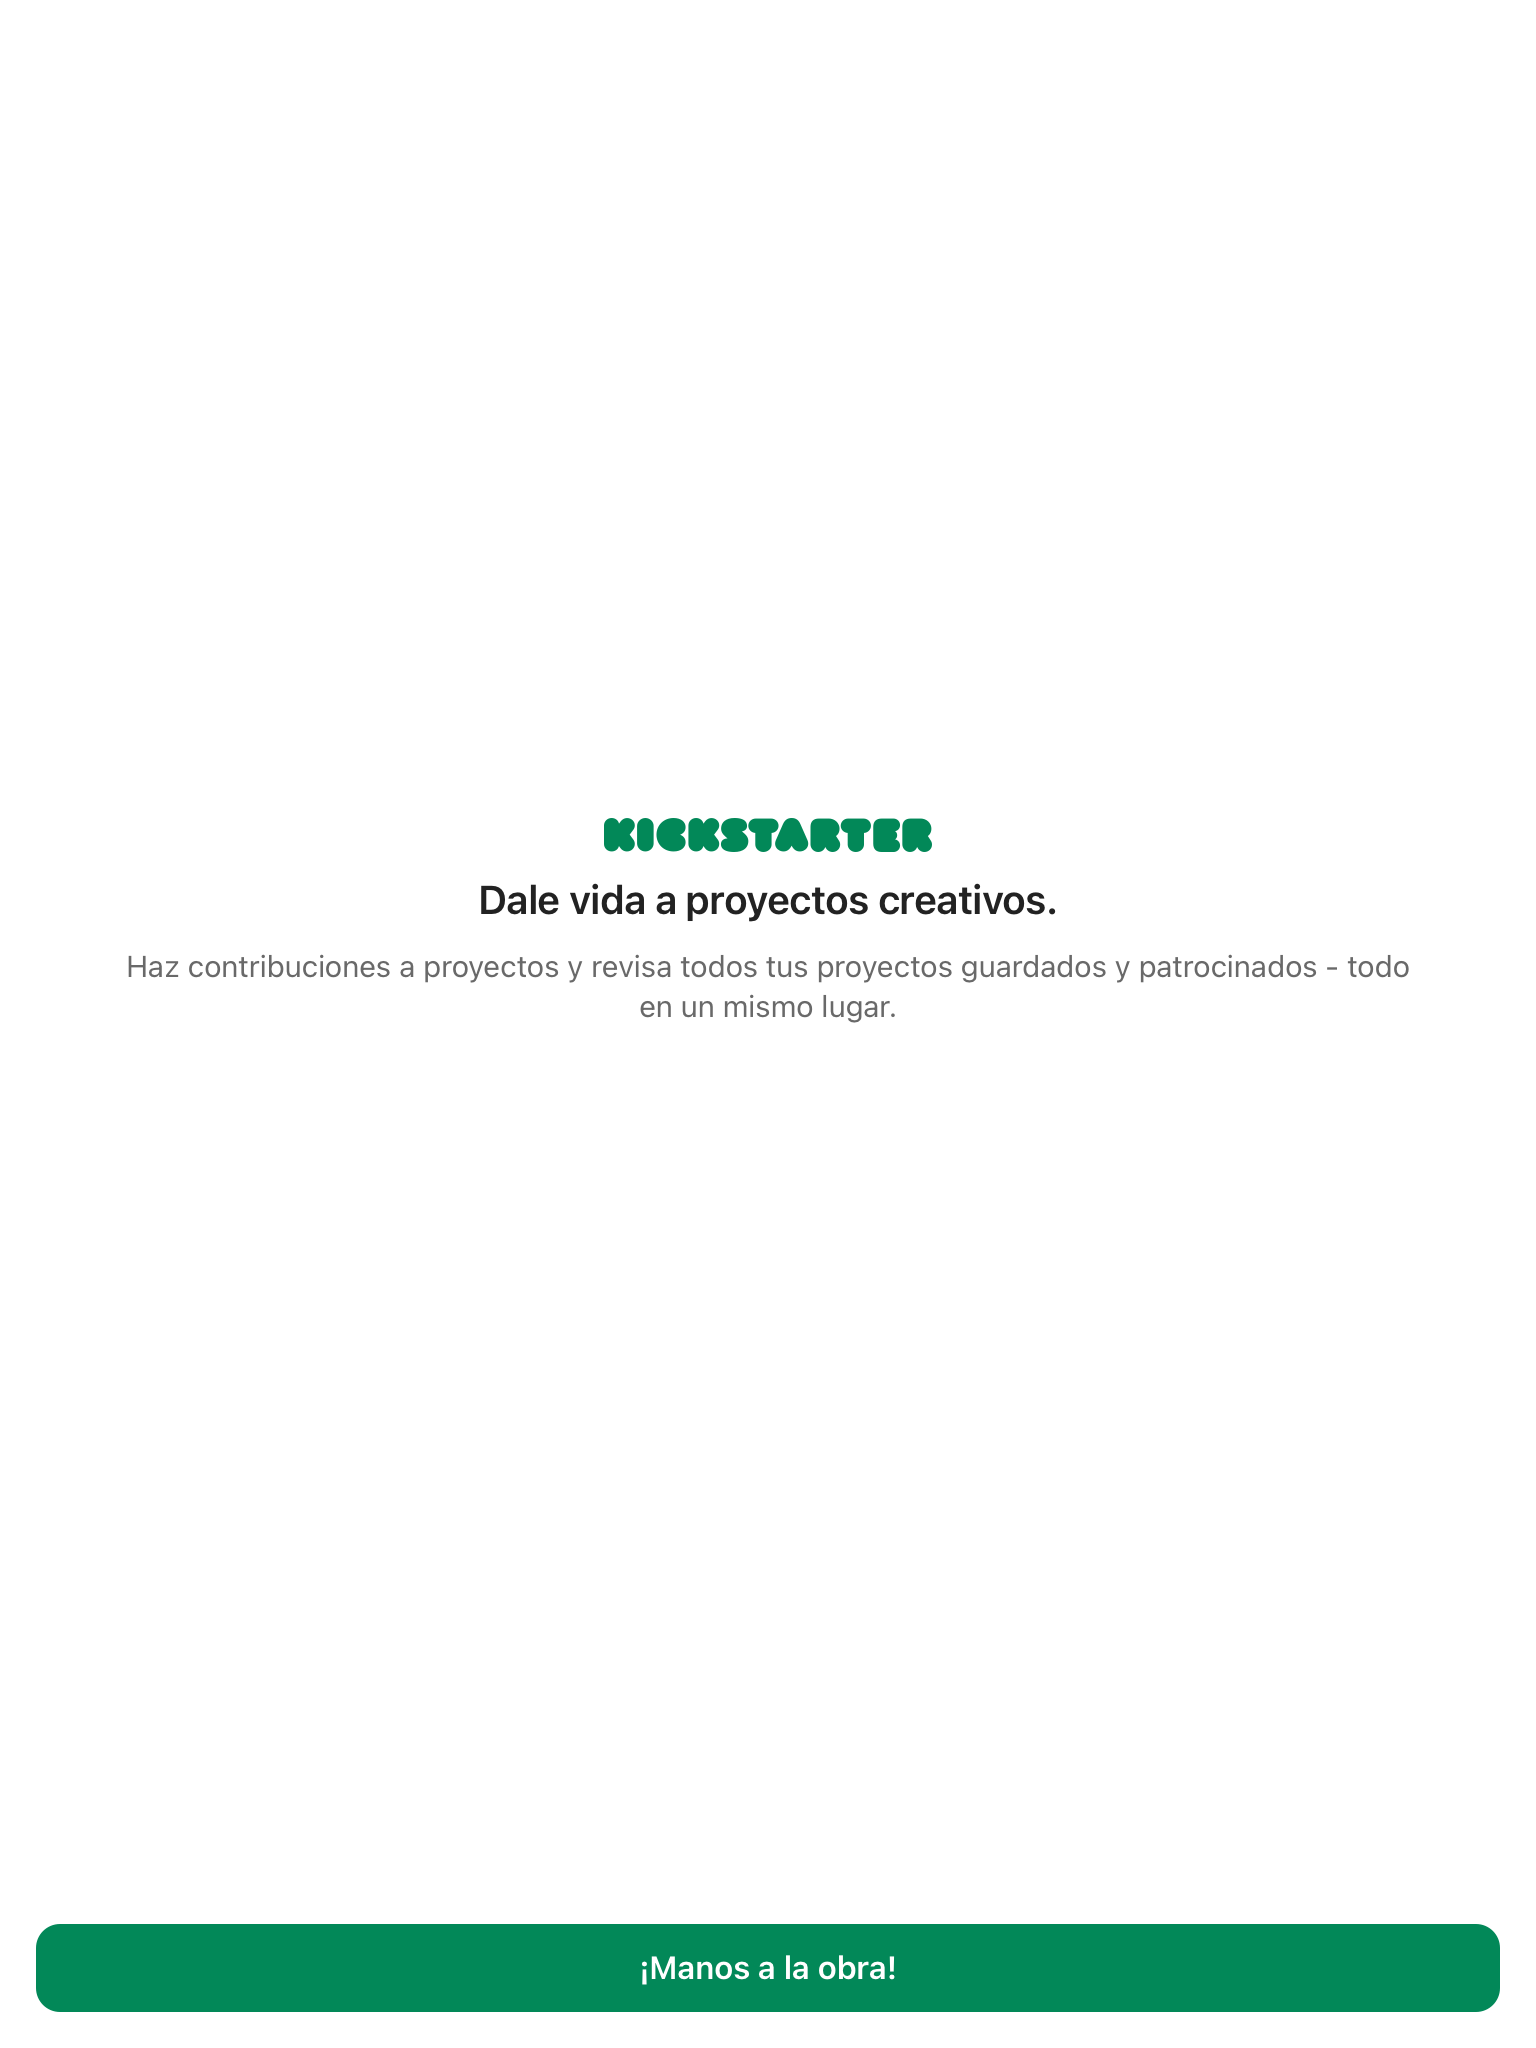 KICKSTARTER
Dale vida a proyectos creativos.
Haz contribuciones a proyectos y revisa todos tus proyectos guardados y patrocinados - todo
en un mismo lugar.
¡Manos a la obra!